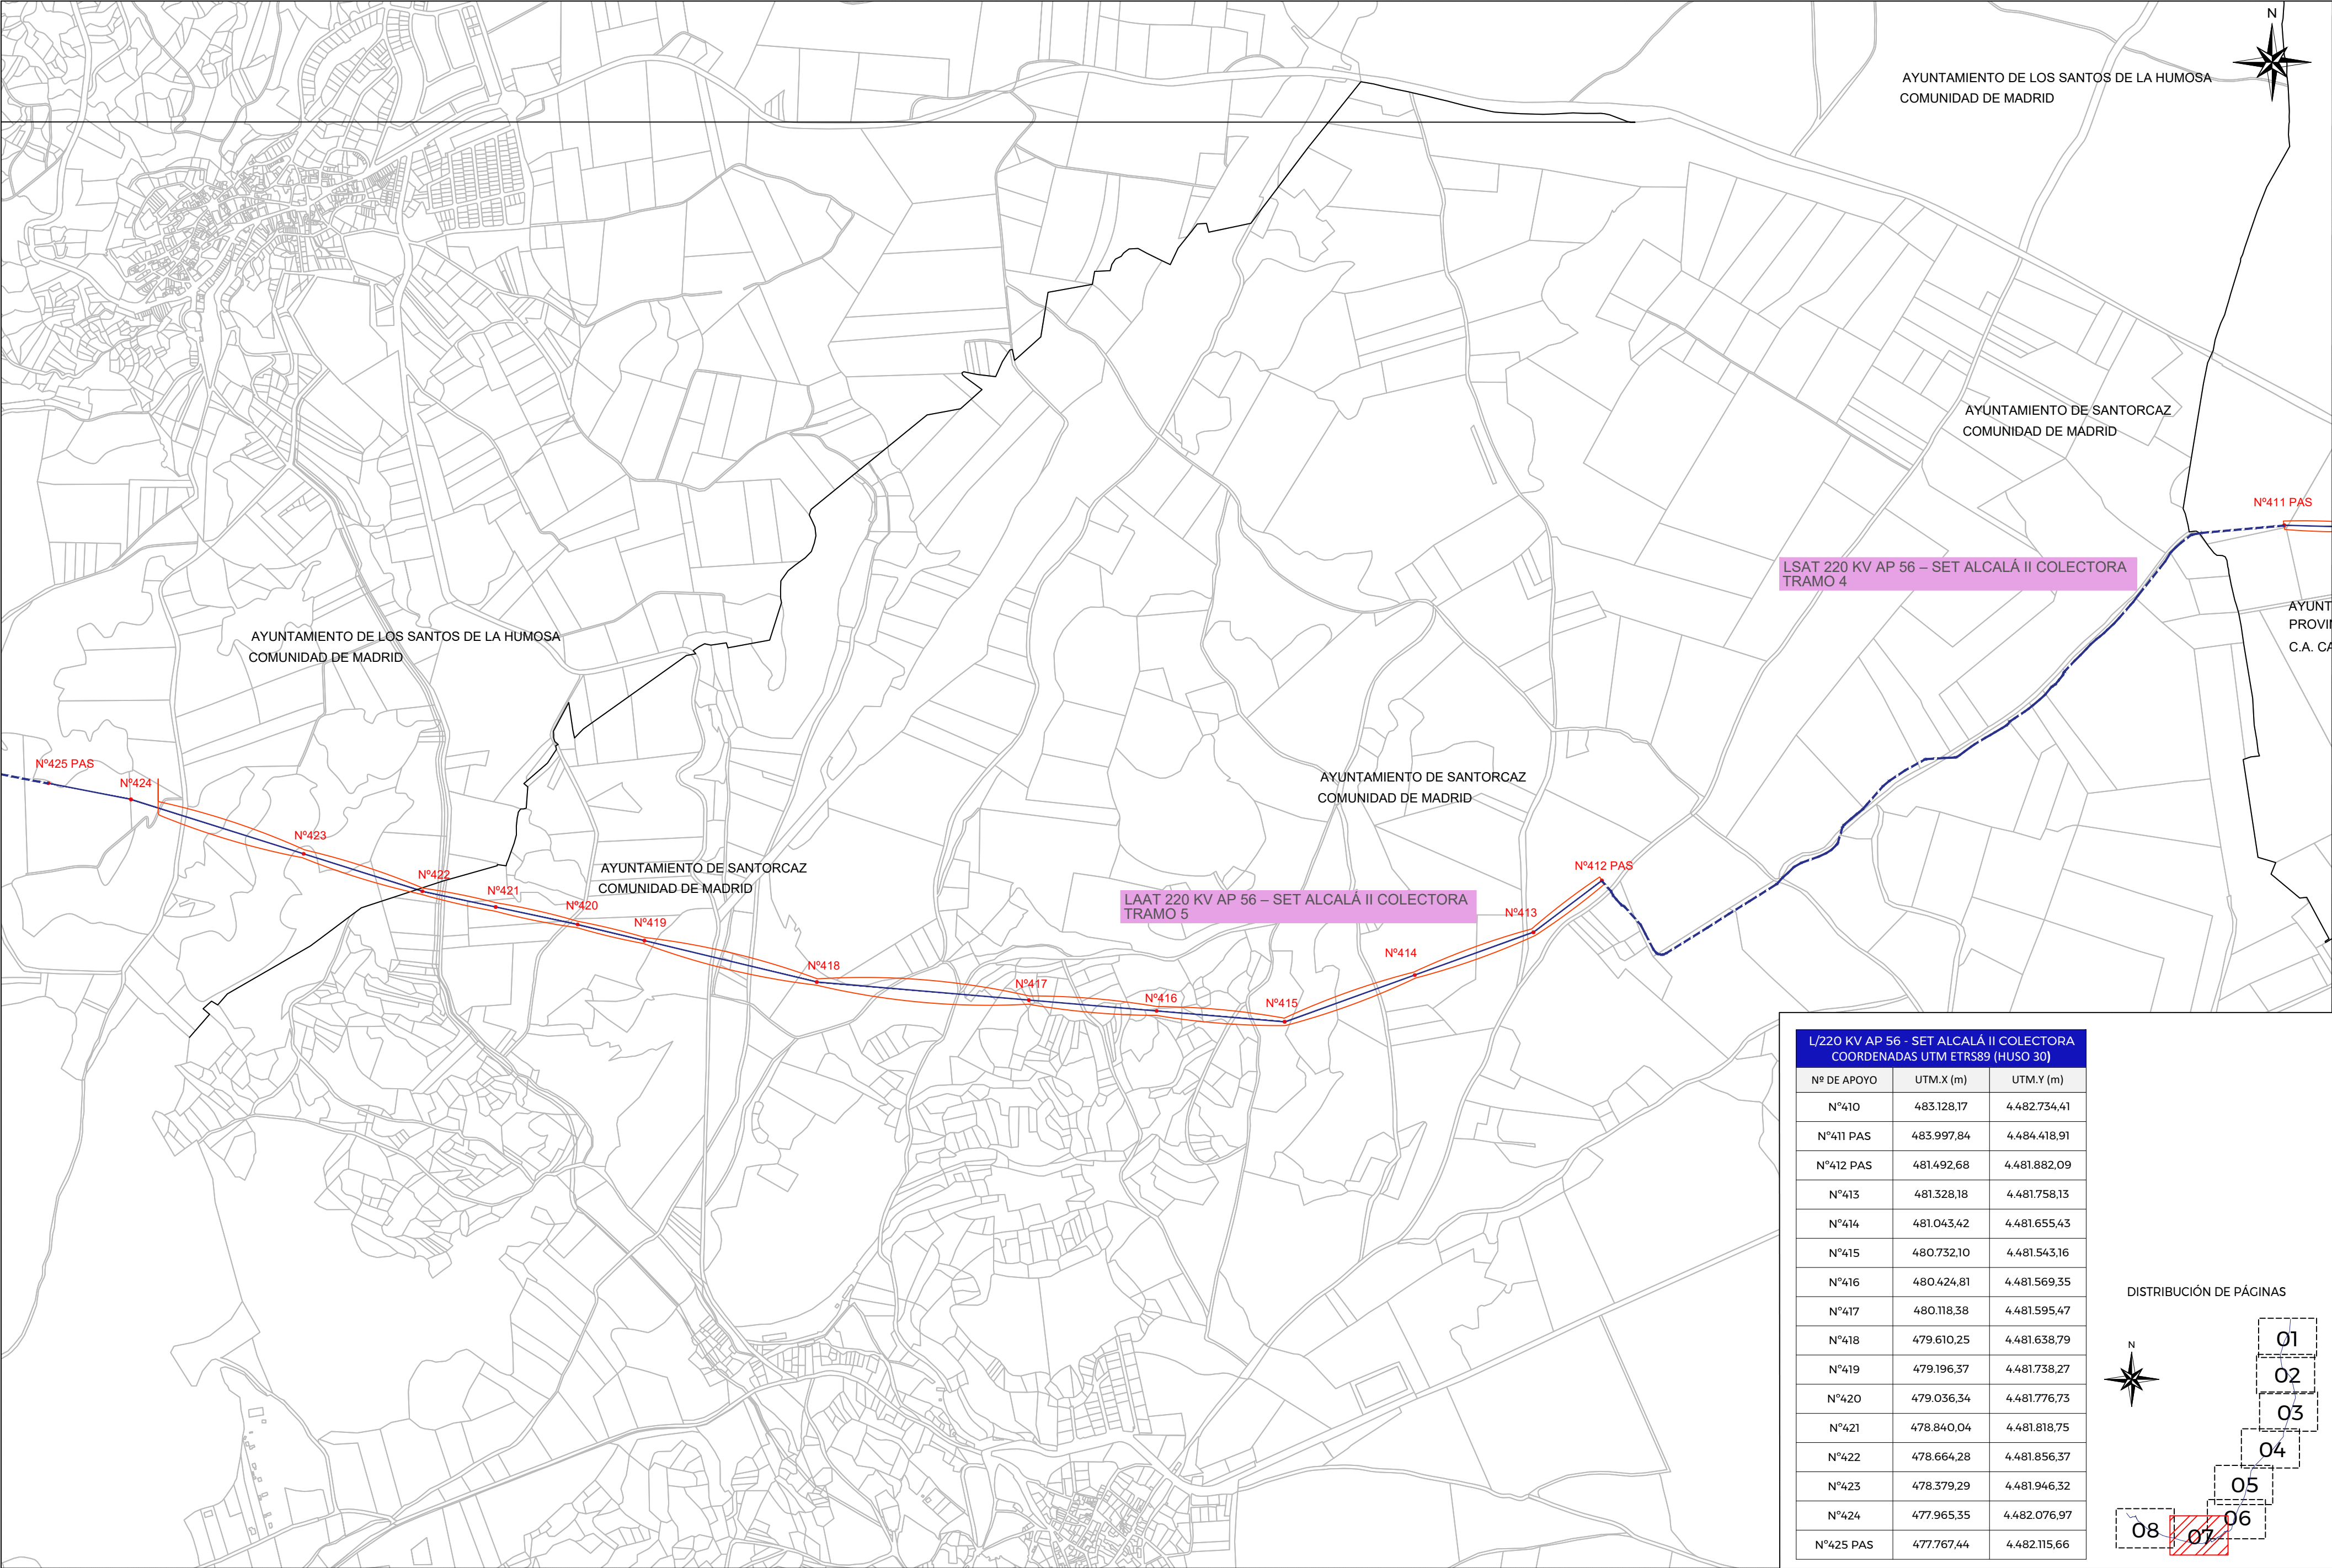 N
AYUNTAMIENTO DE LOS SANTOS DE LA HUMOSA
COMUNIDAD DE MADRID
AYUNTAMIENTO DE SANTORCAZ
COMUNIDAD DE MADRID
Nº411 PAS
LSAT 220 KV AP 56 – SET ALCALÁ II COLECTORA
TRAMO 4
AYUNT
PROVIN
C.A. CA
AYUNTAMIENTO DE LOS SANTOS DE LA HUMOSA
COMUNIDAD DE MADRID
Nº425 PAS
Nº424
Nº423
Nº422
Nº421
Nº420
Nº419
Nº418
Nº417
Nº416
Nº415
Nº414
Nº413
Nº412 PAS
AYUNTAMIENTO DE SANTORCAZ
COMUNIDAD DE MADRID
AYUNTAMIENTO DE SANTORCAZ
COMUNIDAD DE MADRID
LAAT 220 KV AP 56 – SET ALCALÁ II COLECTORA
TRAMO 5
L/220 KV AP 56 - SET ALCALÁ II COLECTORA
COORDENADAS UTM ETRS89 (HUSO 30)
Nº DE APOYO UTM.X (m) UTM.Y (m)
Nº410 483.128,17 4.482.734,41
Nº411 PAS 483.997,84 4.484.418,91
Nº412 PAS 481.492,68 4.481.882,09
Nº413 481.328,18 4.481.758,13
Nº414 481.043,42 4.481.655,43
Nº415 480.732,10 4.481.543,16
Nº416 480.424,81 4.481.569,35
Nº417 480.118,38 4.481.595,47
Nº418 479.610,25 4.481.638,79
Nº419 479.196,37 4.481.738,27
Nº420 479.036,34 4.481.776,73
Nº421 478.840,04 4.481.818,75
Nº422 478.664,28 4.481.856,37
Nº423 478.379,29 4.481.946,32
Nº424 477.965,35 4.482.076,97
Nº425 PAS 477.767,44 4.482.115,66
DISTRIBUCIÓN DE PÁGINAS
N
01
02
03
04
05
06
07
08